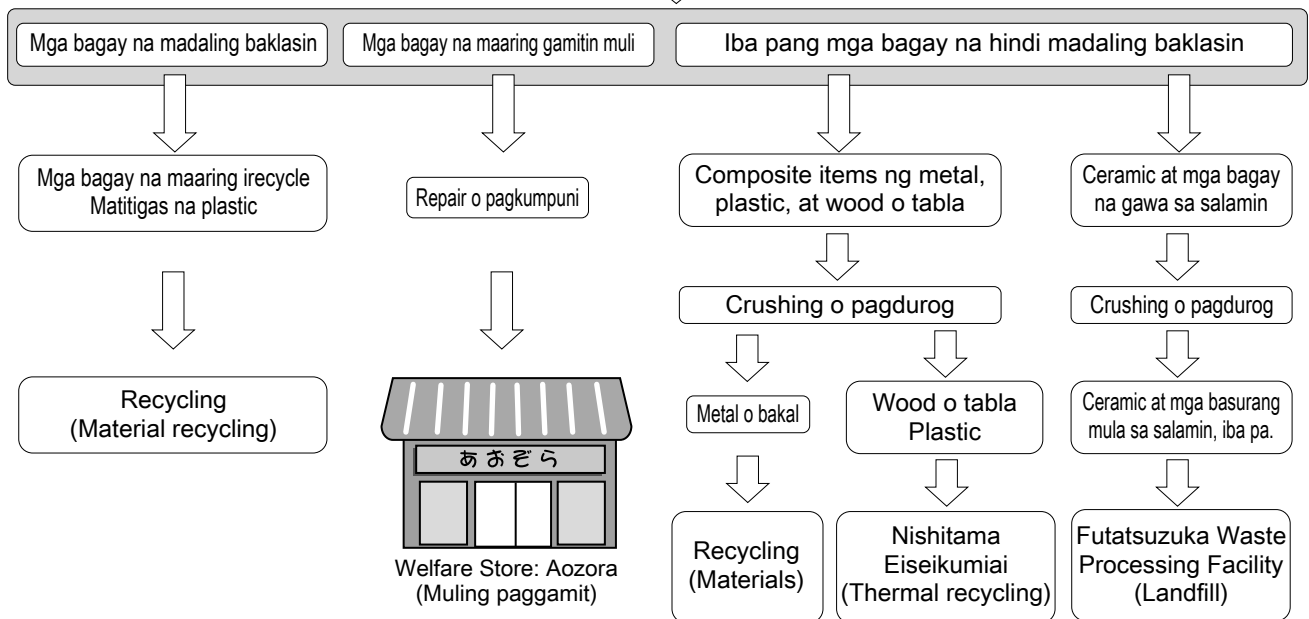 Mga bagay na madaling baklasin
Mga bagay na maaring gamitin muli
Iba pang mga bagay na hindi madaling baklasin
Mga bagay na maaring irecycle
Matitigas na plastic
Repair o pagkumpuni
Composite items ng metal,
plastic, at wood o tabla
Ceramic at mga bagay
na gawa sa salamin
Crushing o pagdurog
Crushing o pagdurog
Recycling
(Material recycling)
あおぞら
Welfare Store: Aozora
(Muling paggamit)
Metal o bakal
Wood o tabla
Plastic
Ceramic at mga basurang
mula sa salamin, iba pa.
Recycling
(Materials)
Nishitama
Eiseikumiai
(Thermal recycling)
Futatsuzuka Waste
Processing Facility
(Landfill)